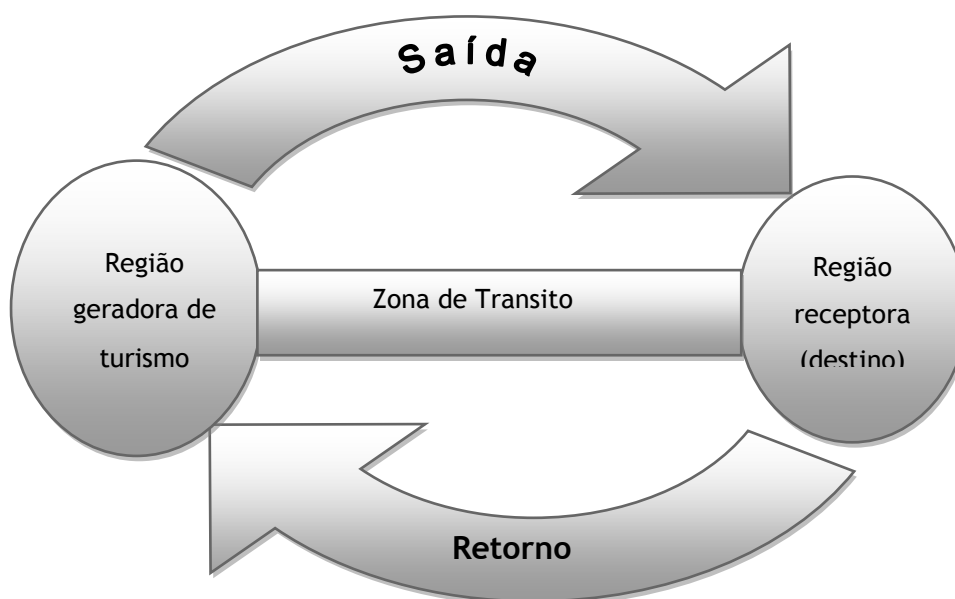 Saída
Região
geradora de
turismo
Zona de Transito
Região
receptora
(destino)
Retorno